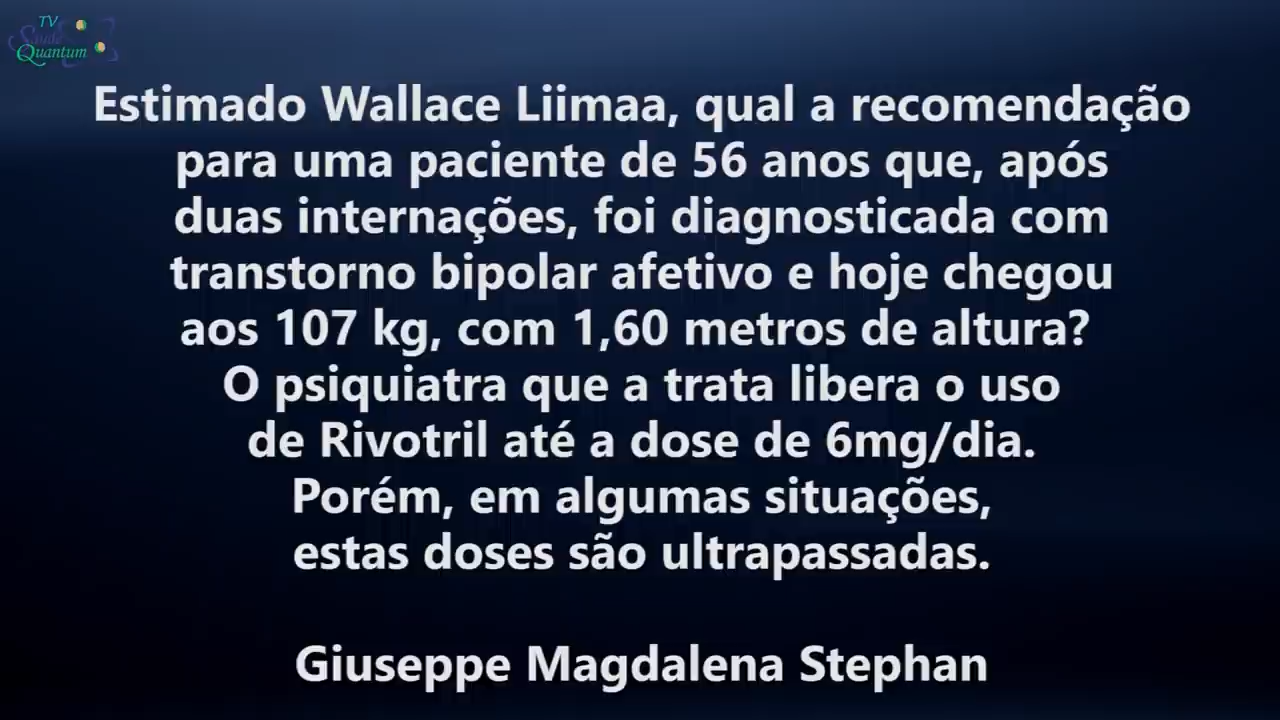 TV
Saúde
Quantum
Estimado Wallace Liimaa, qual a recomendação
para uma paciente de 56 anos que, após
duas internações, foi diagnosticada com
transtorno bipolar afetivo e hoje chegou
aos 107 kg, com 1,60 metros de altura?
O psiquiatra que a trata libera o uso
de Rivotril até a dose de 6mg/dia.
Porém, em algumas situações,
estas doses são ultrapassadas.
Giuseppe Magdalena Stephan